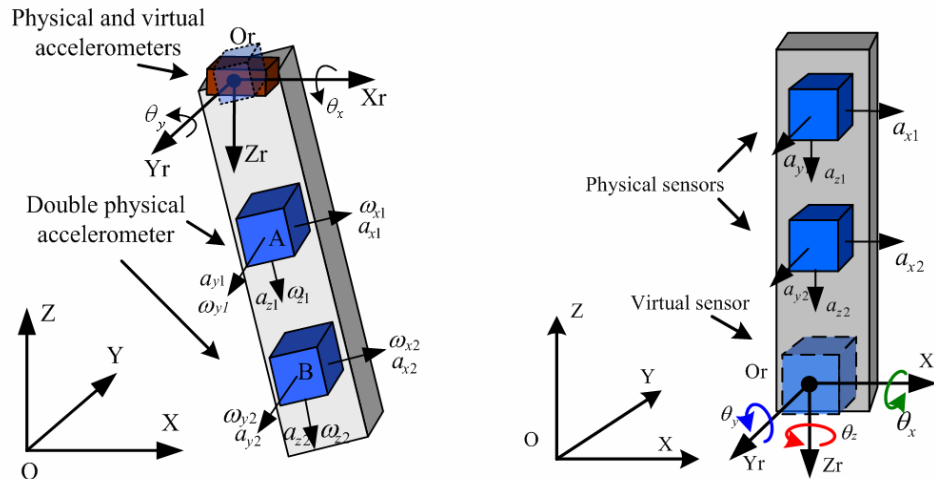 Physical and virtual
accelerometers
Or
Xr
θx
θy
Yr
Zr
Double physical
accelerometer
A
ωx1
ax1
ay1
ωy1
az1
ωz1
B
ωx2
ax2
ωy2
ay2
az2
ωz2
Z
Y
X
O
ax1
ay1
az1
Physical sensors
ax2
ay2
az2
Virtual sensor
Or
X
θx
θy
θz
Yr
Zr
Z
Y
X
O